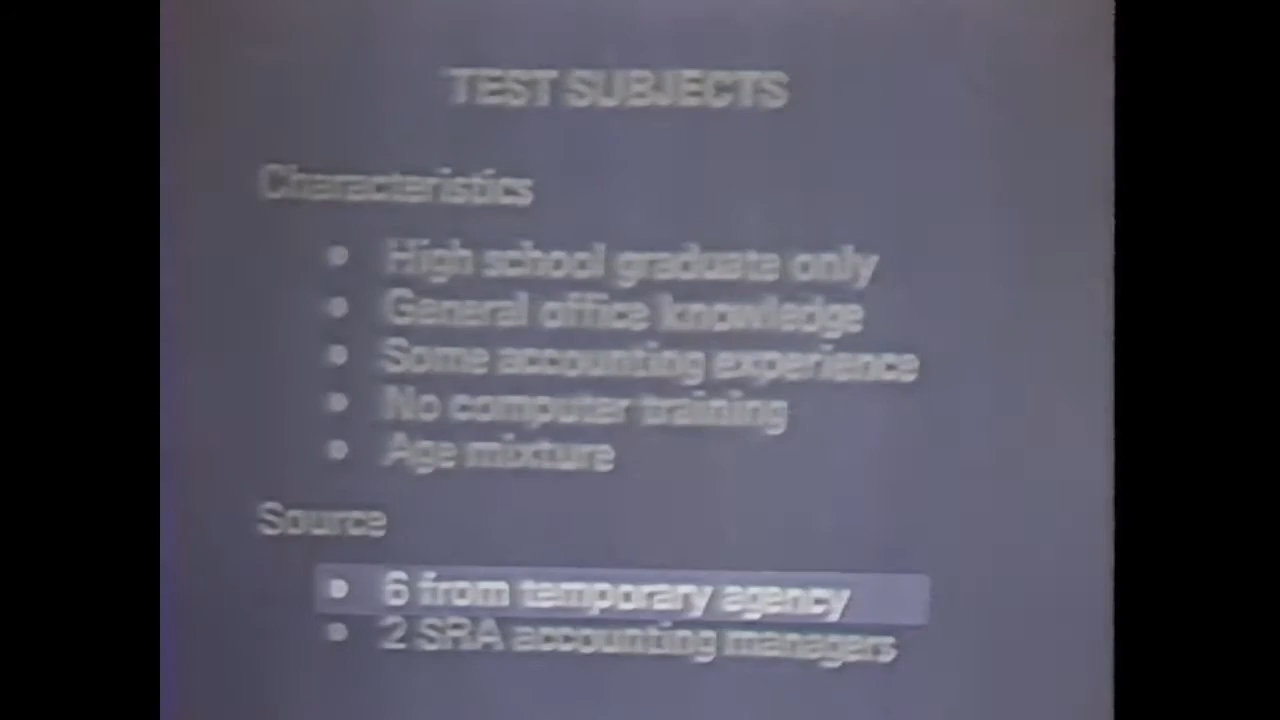 TEST SUBJECTS
Characteristics
• High school graduate only
• General office knowledge
• Some accounting experience
• No computer training
• Age mixture
Source
• 6 from temporary agency
• 2 SRA accounting managers